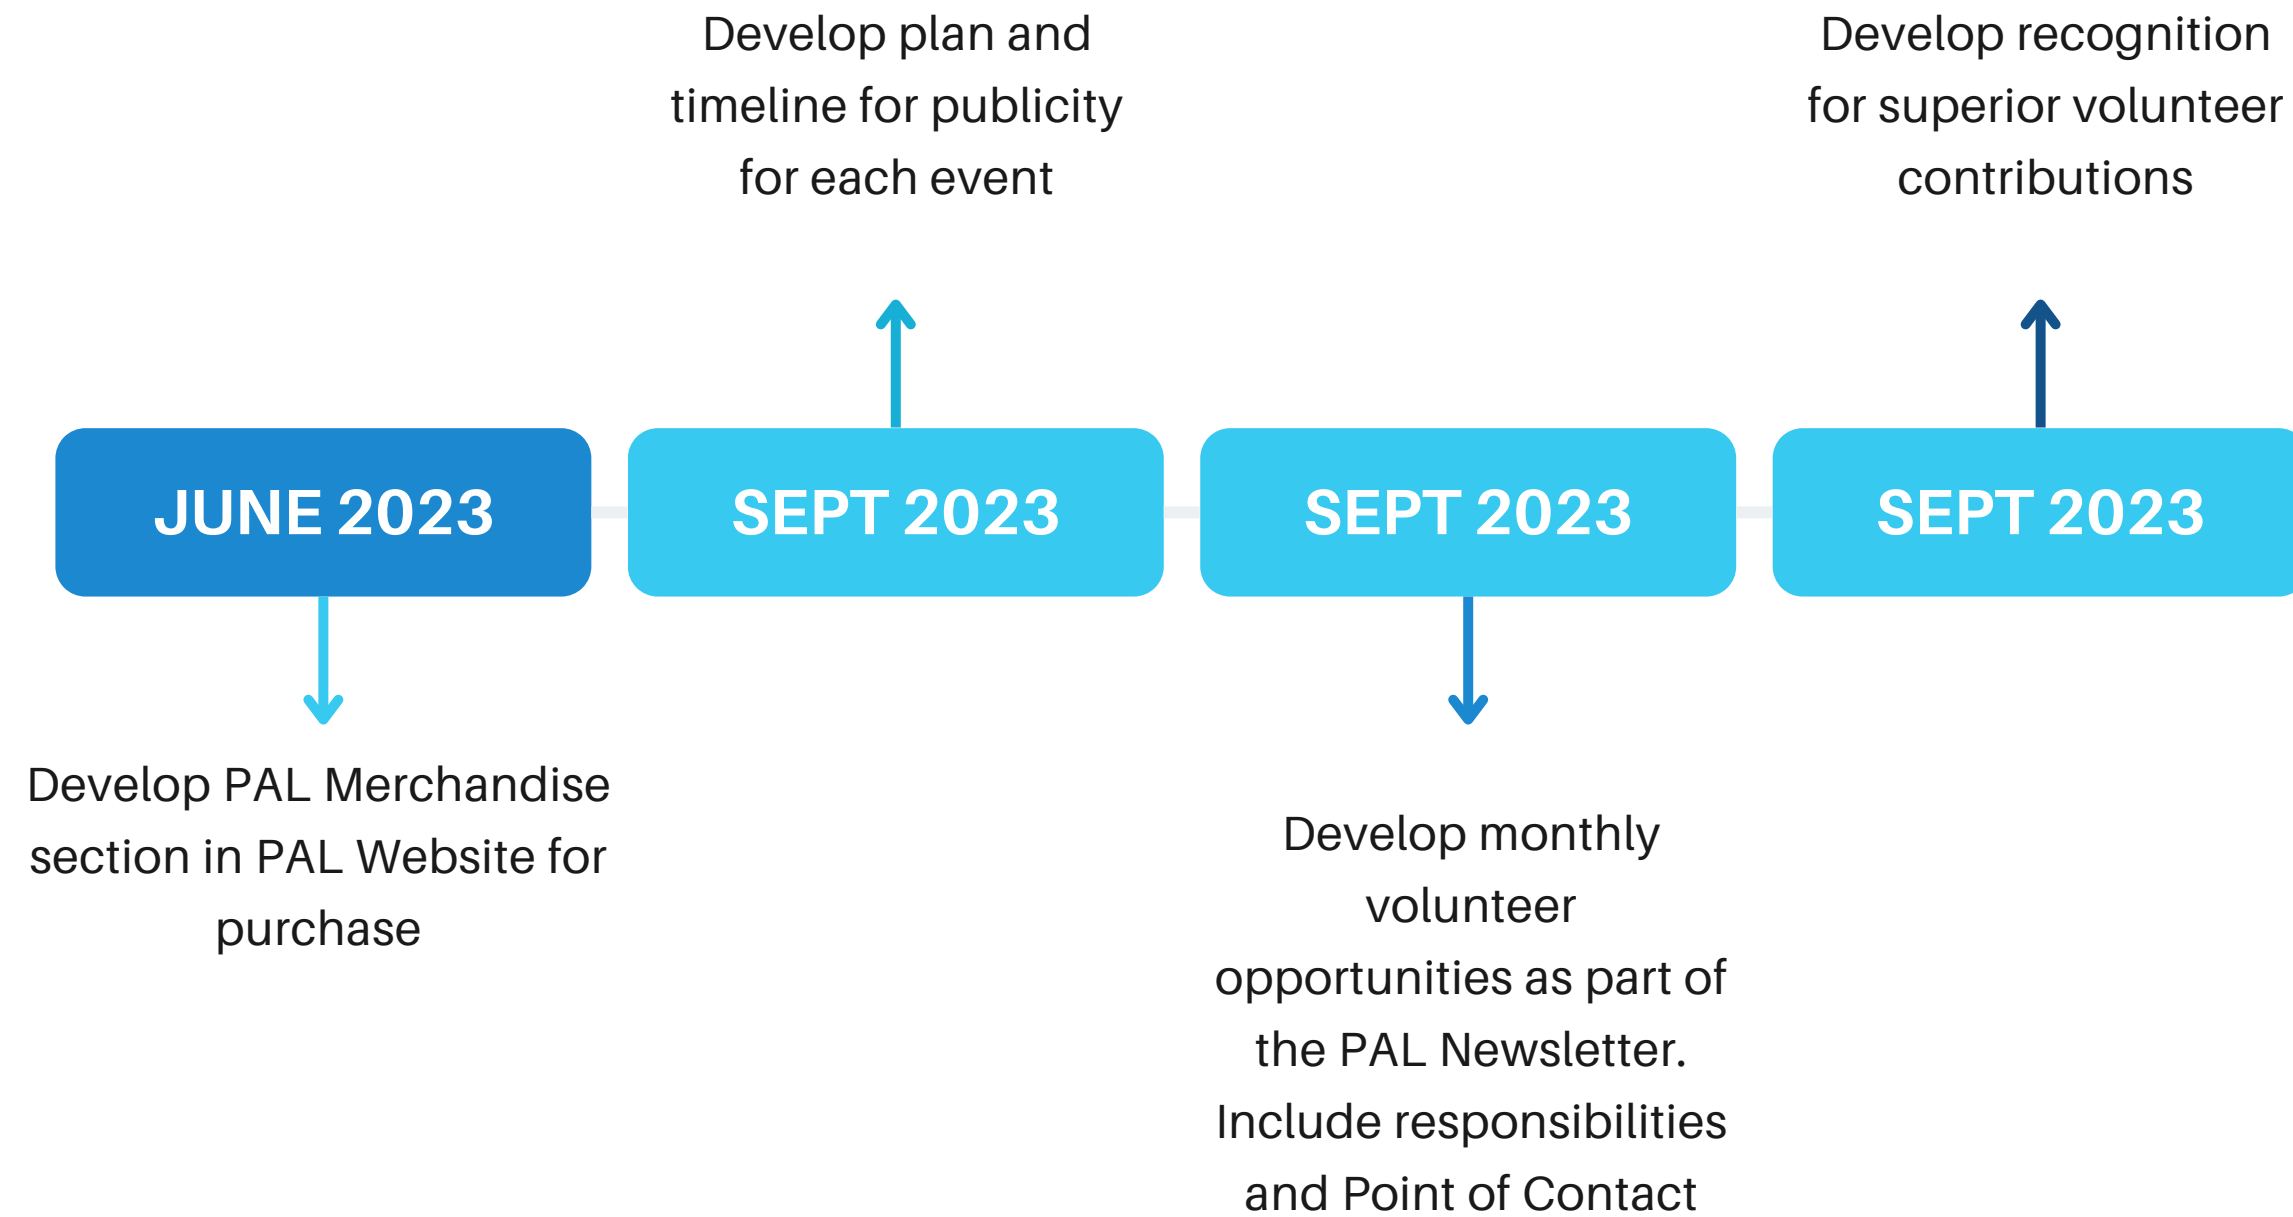 Develop plan and
timeline for publicity
for each event
Develop recognition
for superior volunteer
contributions
JUNE 2023
SEPT 2023
SEPT 2023
SEPT 2023
Develop PAL Merchandise
section in PAL Website for
purchase
Develop monthly
volunteer
opportunities as part of
the PAL Newsletter.
Include responsibilities
and Point of Contact